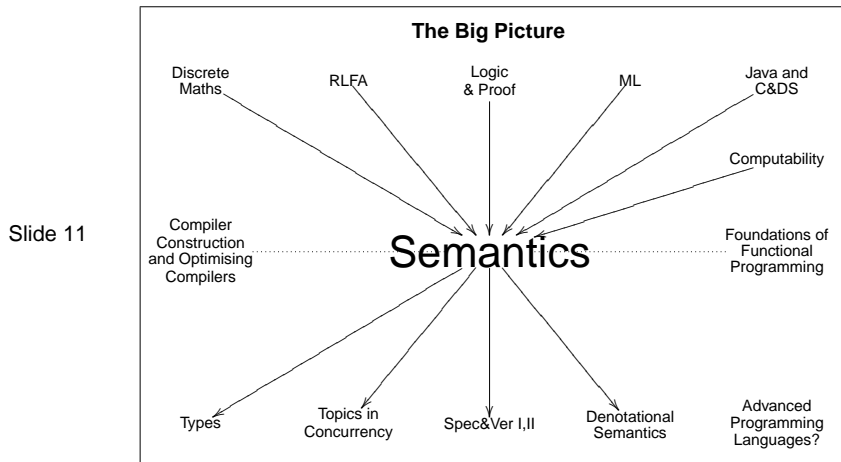 Slide 11
The Big Picture
Discrete
Maths
RLFA
Logic
& Proof
ML
Java and
C&DS
Computability
Compiler
Construction
and Optimising
Compilers
Semantics
Foundations of
Functional
Programming
Types
Topics in
Concurrency
Spec&Ver I,II
Denotational
Semantics
Advanced
Programming
Languages?